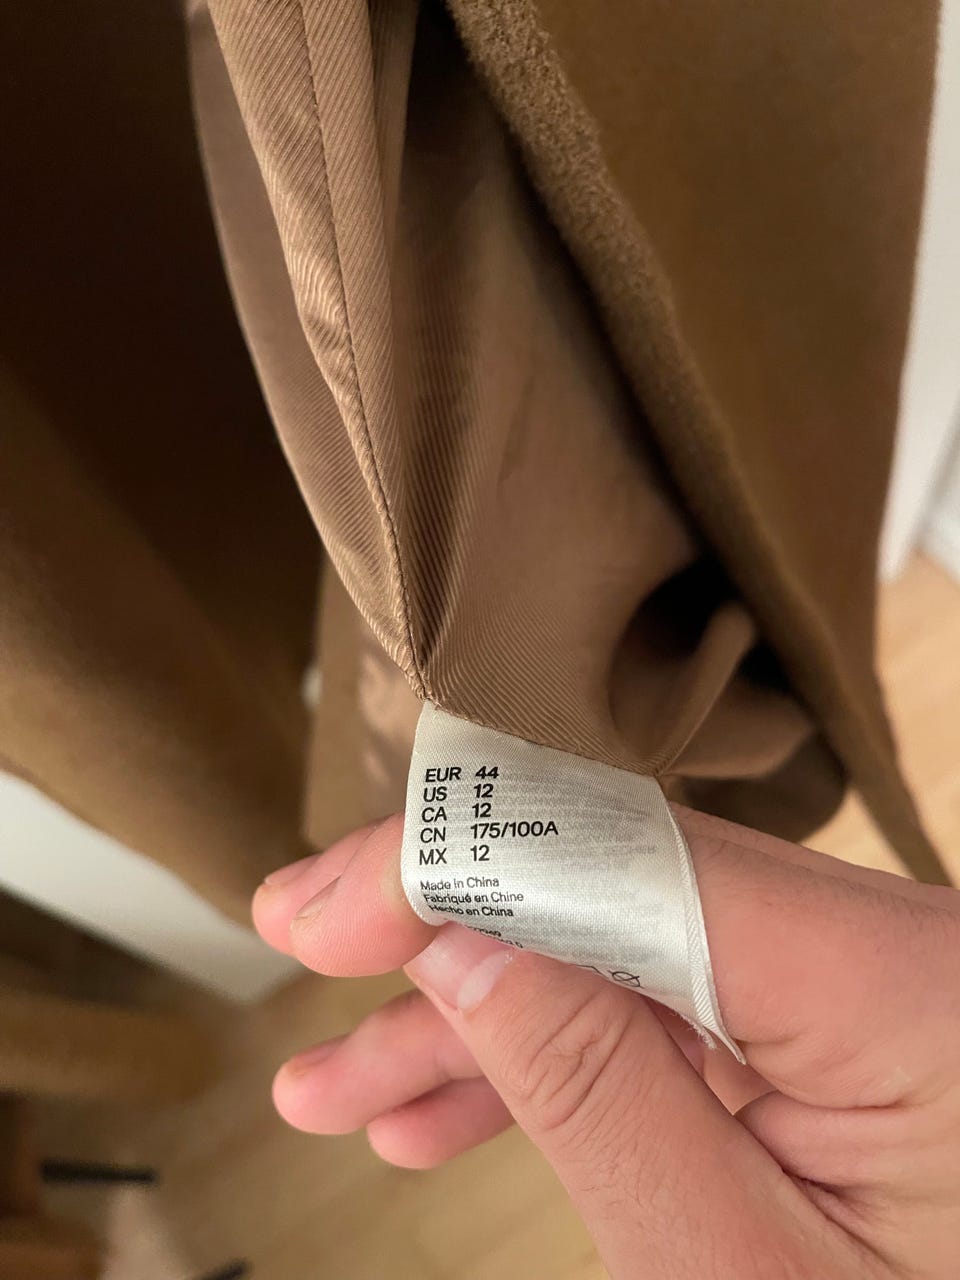 EUR 44
US 12
CA 12
CN 175/100A
MX 12
Made in China
Fabriqué en Chine
Hecho en China